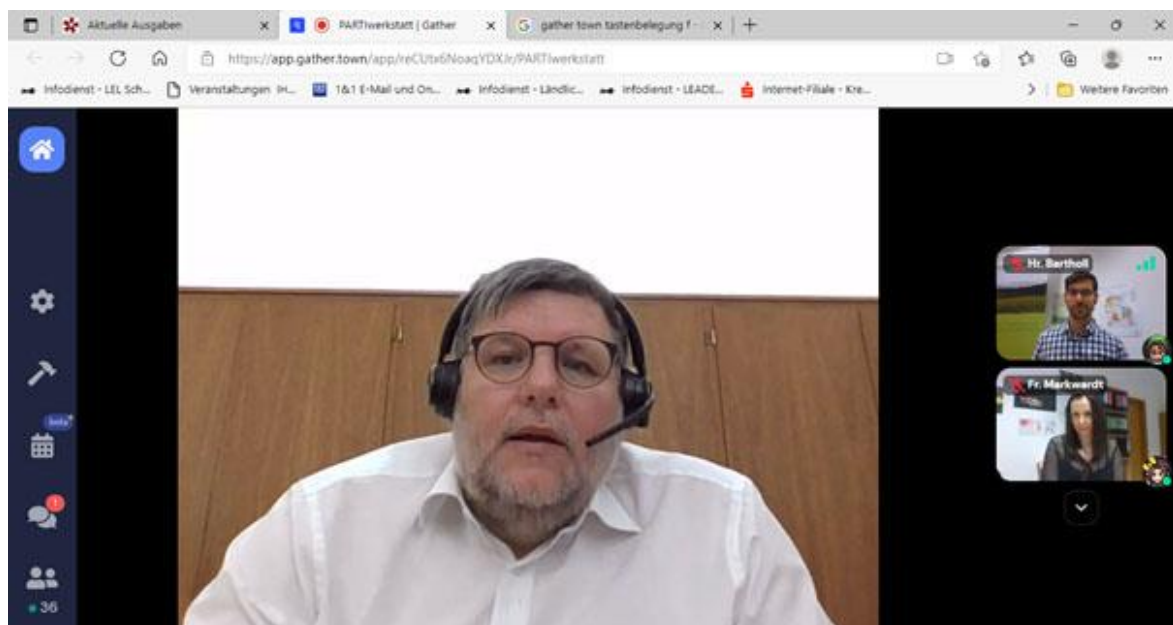 Aktuelle Ausgaben
PARTIwerkstatt | Gather
gather town tastenbelegung f -
https://app.gather.town/app/
/PARTIwerkstatt
Infodienst - LEL Sch...
Veranstaltungen IH...
1&1 E-Mail und On...
Infodienst - Ländlic...
Infodienst - LEADE...
Internet-Filiale - Kre...
Weitere Favoriten
Hr. Bartholl
Fr. Markwardt
beta
1
36